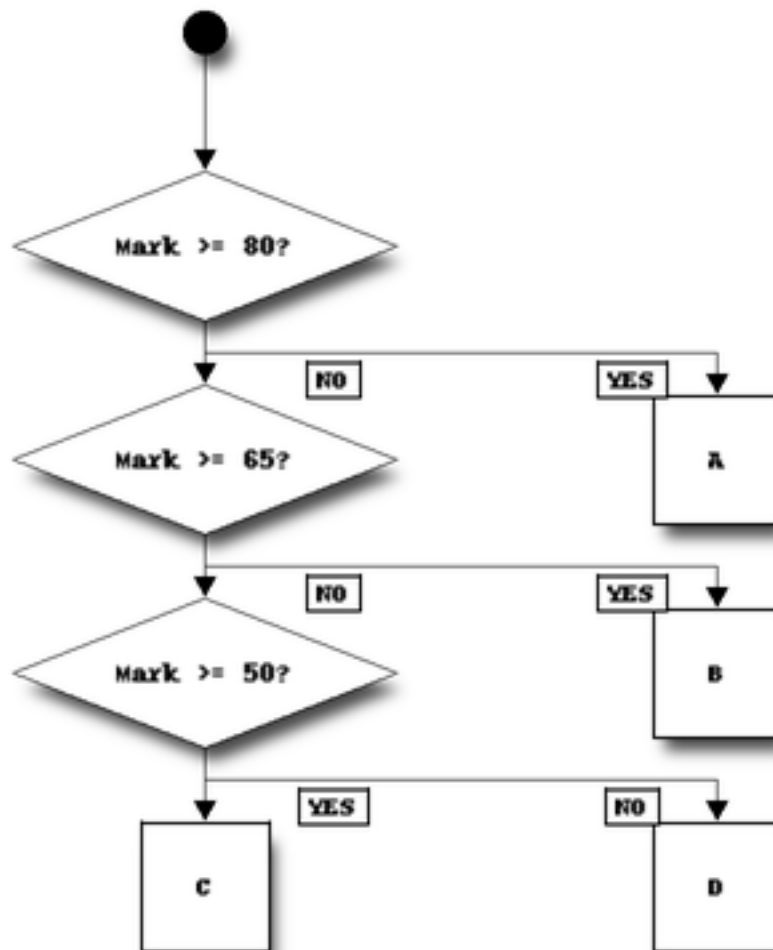 Mark >= 80?
NO
YES
Mark >= 65?
A
NO
YES
Mark >= 50?
B
YES
NO
C
D